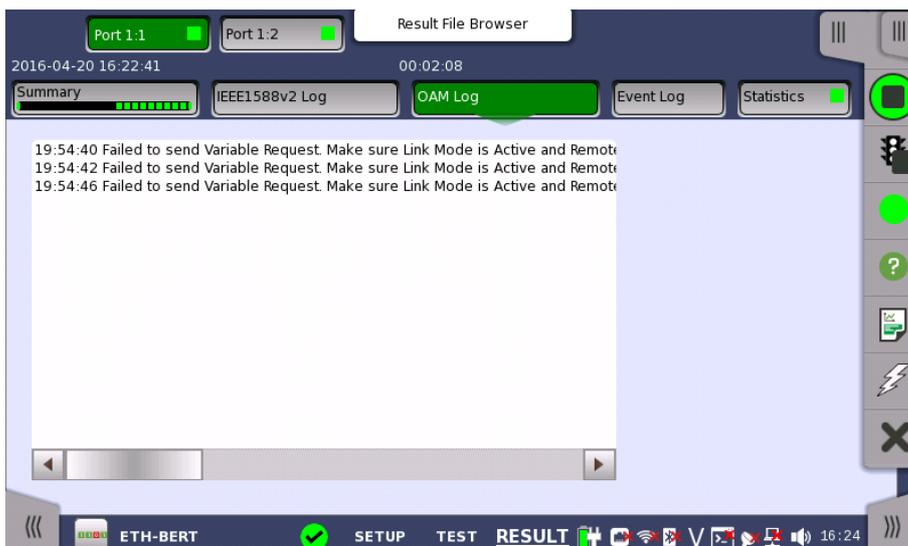 Result File Browser
Port 1:1
Port 1:2
2016-04-20 16:22:41
00:02:08
Summary
IEEE1588v2 Log
OAM Log
Event Log
Statistics
19:54:40 Failed to send Variable Request. Make sure Link Mode is Active and Remote
19:54:42 Failed to send Variable Request. Make sure Link Mode is Active and Remote
19:54:46 Failed to send Variable Request. Make sure Link Mode is Active and Remote
ETH-BERT
SETUP
TEST
RESULT
V
16:24